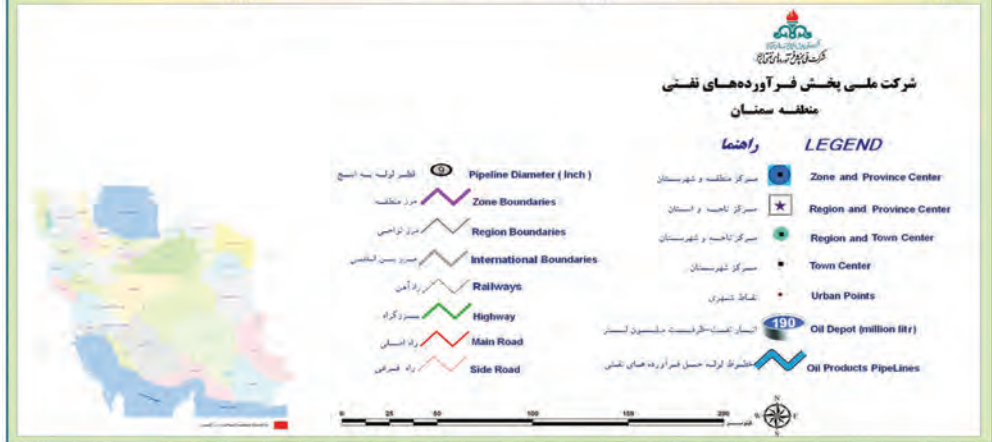 شرکت ملی پخش فرآورده‌های نفتی
منطقه سمنان
راهنما LEGEND
مرکز منطقه و شهرستان Zone and Province Center
مرکز ناحیه و استان Region and Province Center
مرکز ناحیه و شهرستان Region and Town Center
مرکز شهرستان Town Center
نقاط شهری Urban Points
انبار نفت-ظرفیت میلیون لیتر 190 Oil Depot (million litr)
خطوط لوله حمل فرآورده های نفتی Oil Products PipeLines
قطر لوله به اینچ 9 Pipeline Diameter ( Inch )
مرز منطقه Zone Boundaries
مرز نواحی Region Boundaries
مرز بین المللی International Boundaries
راه آهن Railways
بزرگراه Highway
راه اصلی Main Road
راه فرعی Side Road
0 25 50 100 150 200
کیلومتر
N
W E
S